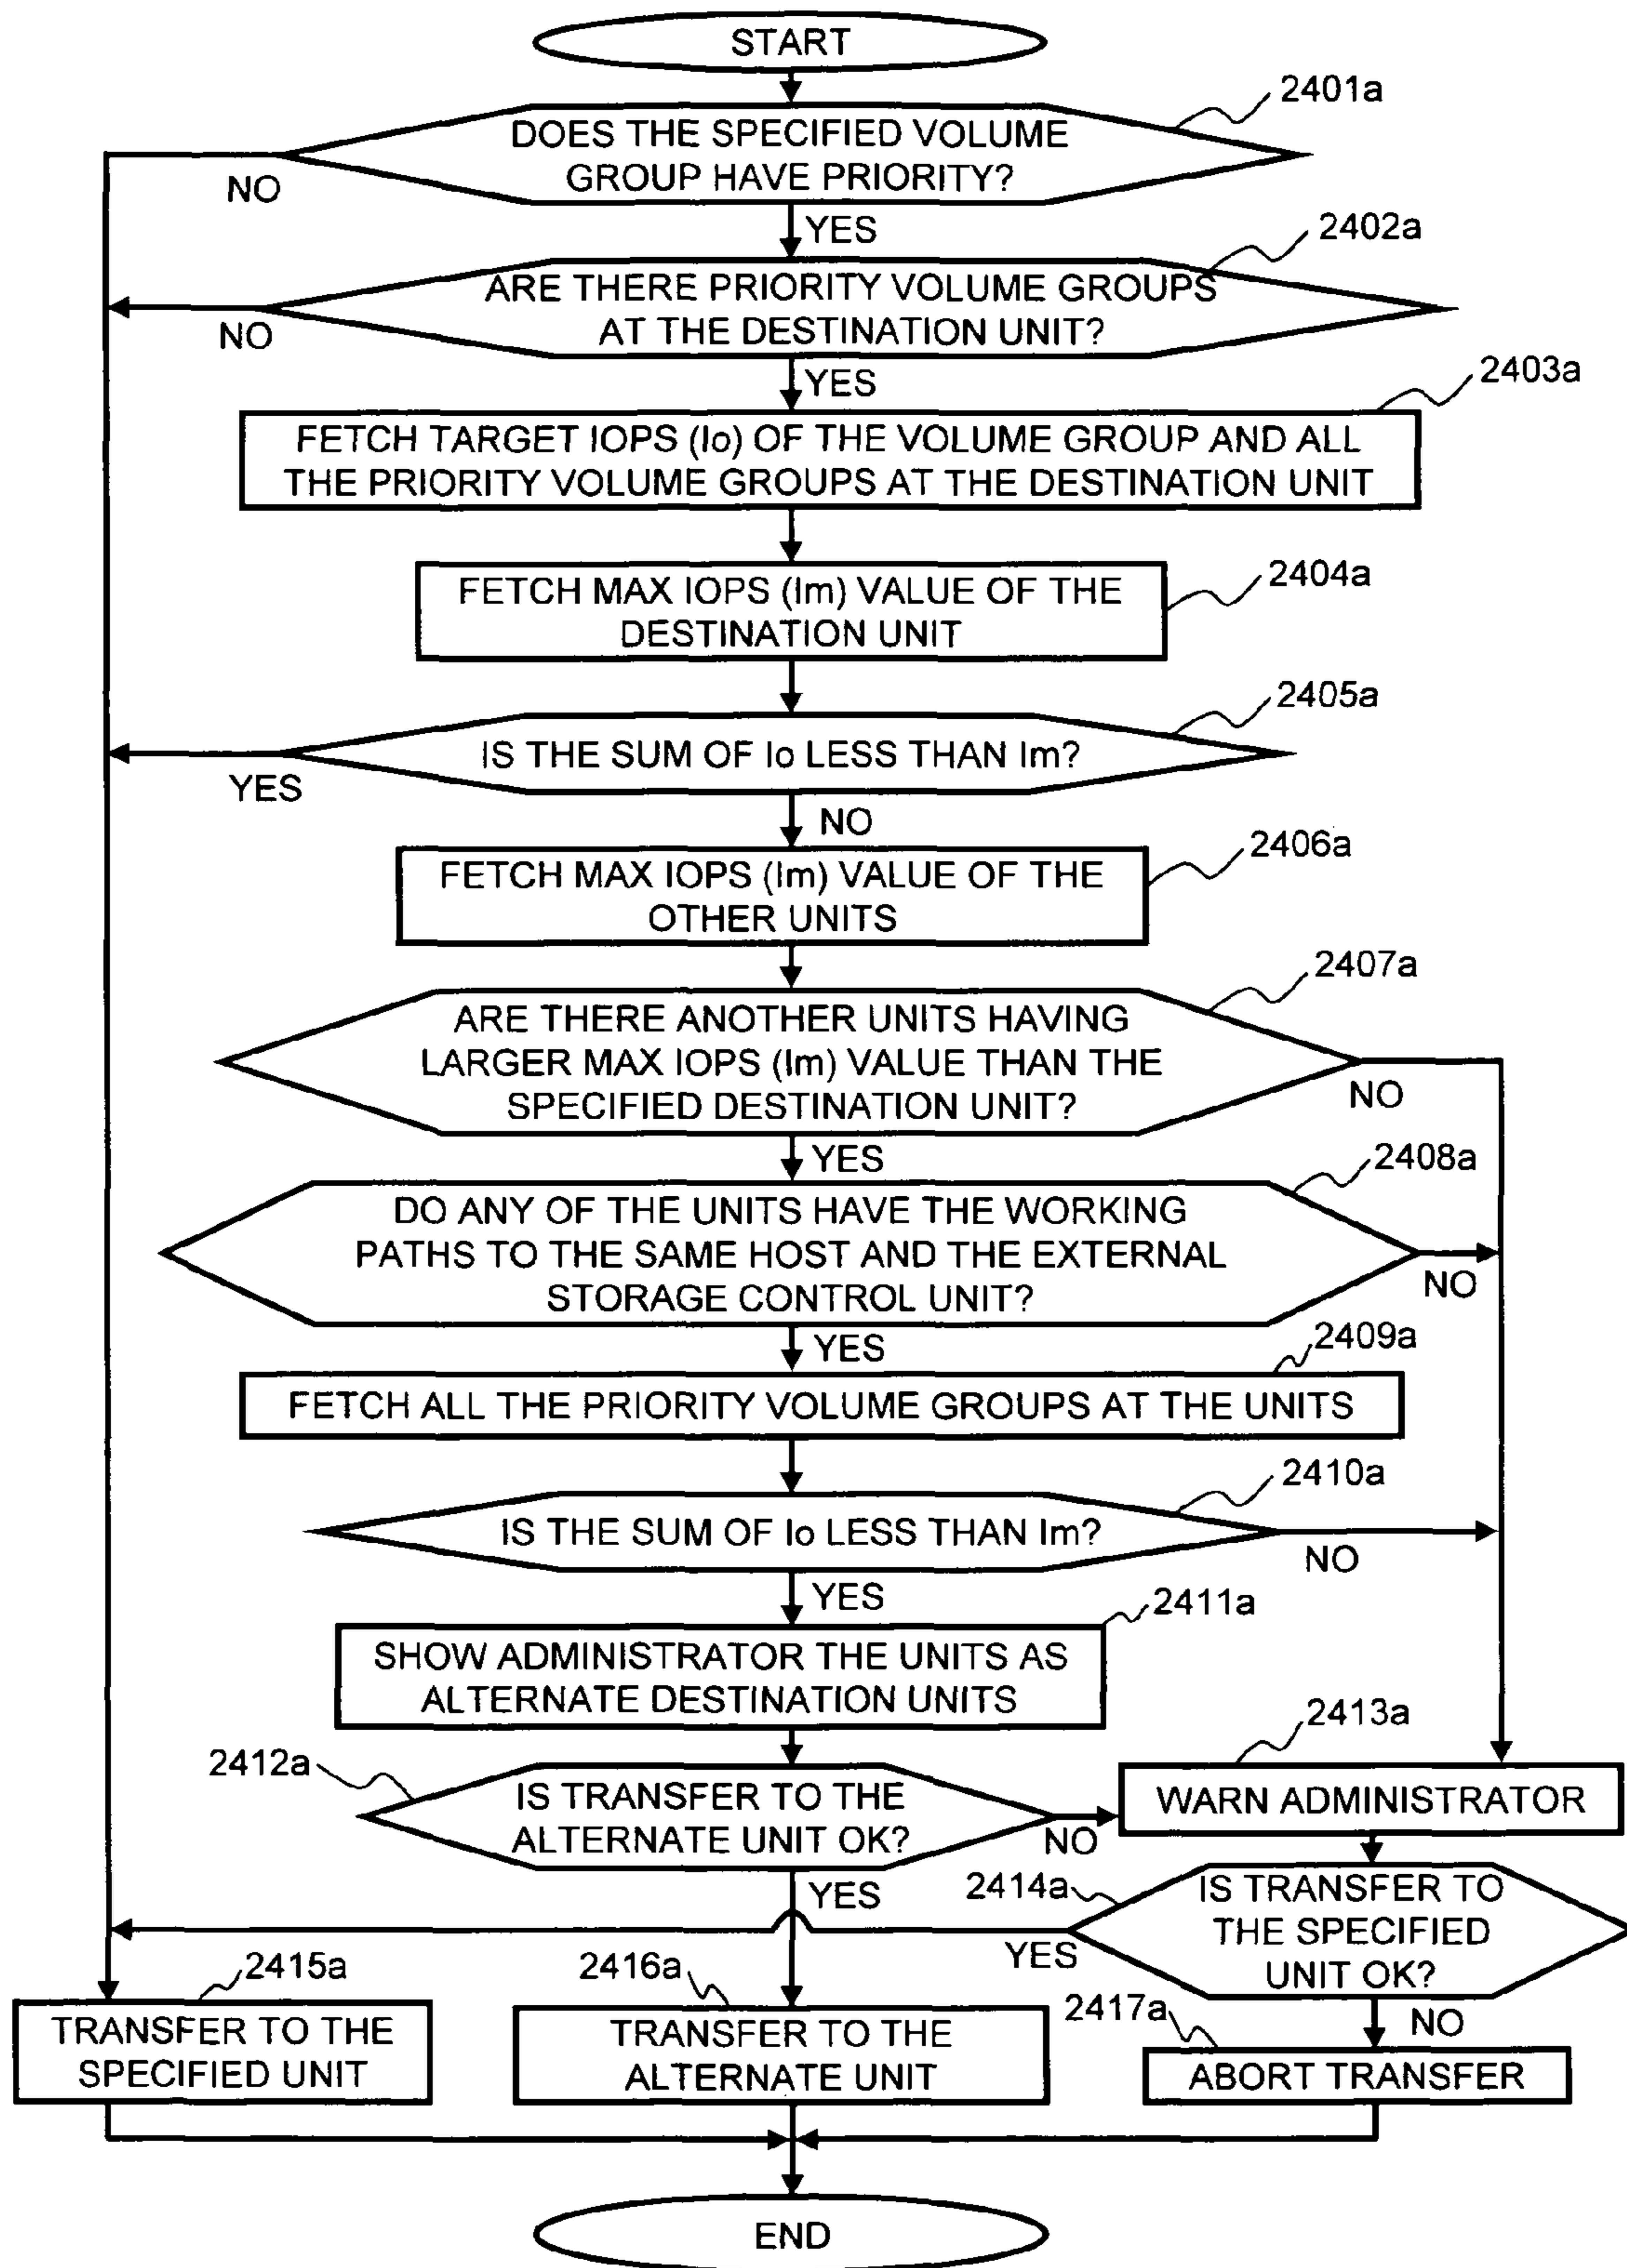 START
2401a
DOES THE SPECIFIED VOLUME
GROUP HAVE PRIORITY?
NO
YES
2402a
ARE THERE PRIORITY VOLUME GROUPS
AT THE DESTINATION UNIT?
NO
YES
2403a
FETCH TARGET IOPS (Io) OF THE VOLUME GROUP AND ALL
THE PRIORITY VOLUME GROUPS AT THE DESTINATION UNIT
2404a
FETCH MAX IOPS (Im) VALUE OF THE
DESTINATION UNIT
2405a
IS THE SUM OF Io LESS THAN Im?
YES
NO
2406a
FETCH MAX IOPS (Im) VALUE OF THE
OTHER UNITS
2407a
ARE THERE ANOTHER UNITS HAVING
LARGER MAX IOPS (Im) VALUE THAN THE
SPECIFIED DESTINATION UNIT?
NO
YES
2408a
DO ANY OF THE UNITS HAVE THE WORKING
PATHS TO THE SAME HOST AND THE EXTERNAL
STORAGE CONTROL UNIT?
NO
YES
2409a
FETCH ALL THE PRIORITY VOLUME GROUPS AT THE UNITS
2410a
IS THE SUM OF Io LESS THAN Im?
NO
YES
2411a
SHOW ADMINISTRATOR THE UNITS AS
ALTERNATE DESTINATION UNITS
2412a
IS TRANSFER TO THE
ALTERNATE UNIT OK?
NO
YES
2413a
WARN ADMINISTRATOR
2414a
IS TRANSFER TO
THE SPECIFIED
UNIT OK?
YES
NO
2415a
TRANSFER TO THE
SPECIFIED UNIT
2416a
TRANSFER TO THE
ALTERNATE UNIT
2417a
ABORT TRANSFER
END